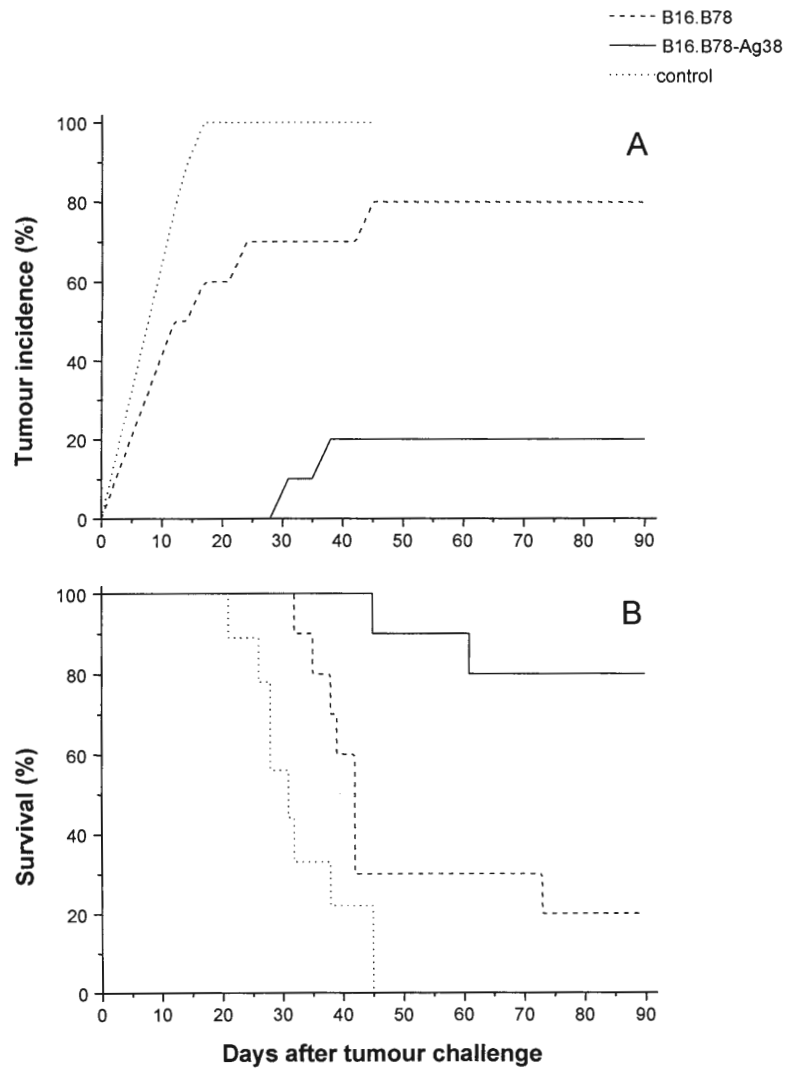 B16.B78
B16.B78-Ag38
control
A
100
80
60
40
20
0
Tumour incidence (%)
0 10 20 30 40 50 60 70 80 90
B
100
80
60
40
20
0
Survival (%)
0 10 20 30 40 50 60 70 80 90
Days after tumour challenge